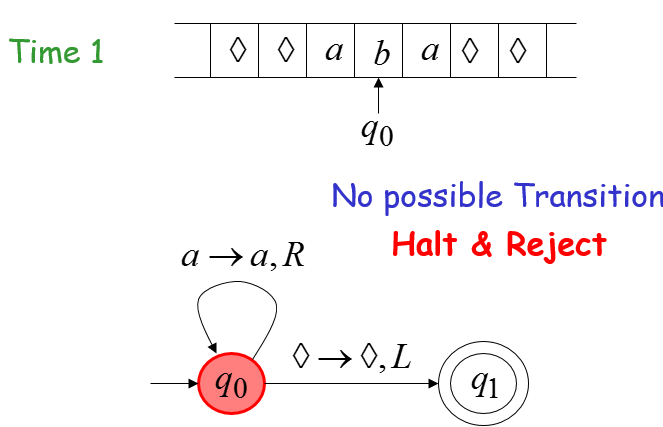 Time 1
◊ ◊ a b a ◊ ◊
q₀
No possible Transition
Halt & Reject
a → a, R
◊ → ◊, L
q₀ q₁